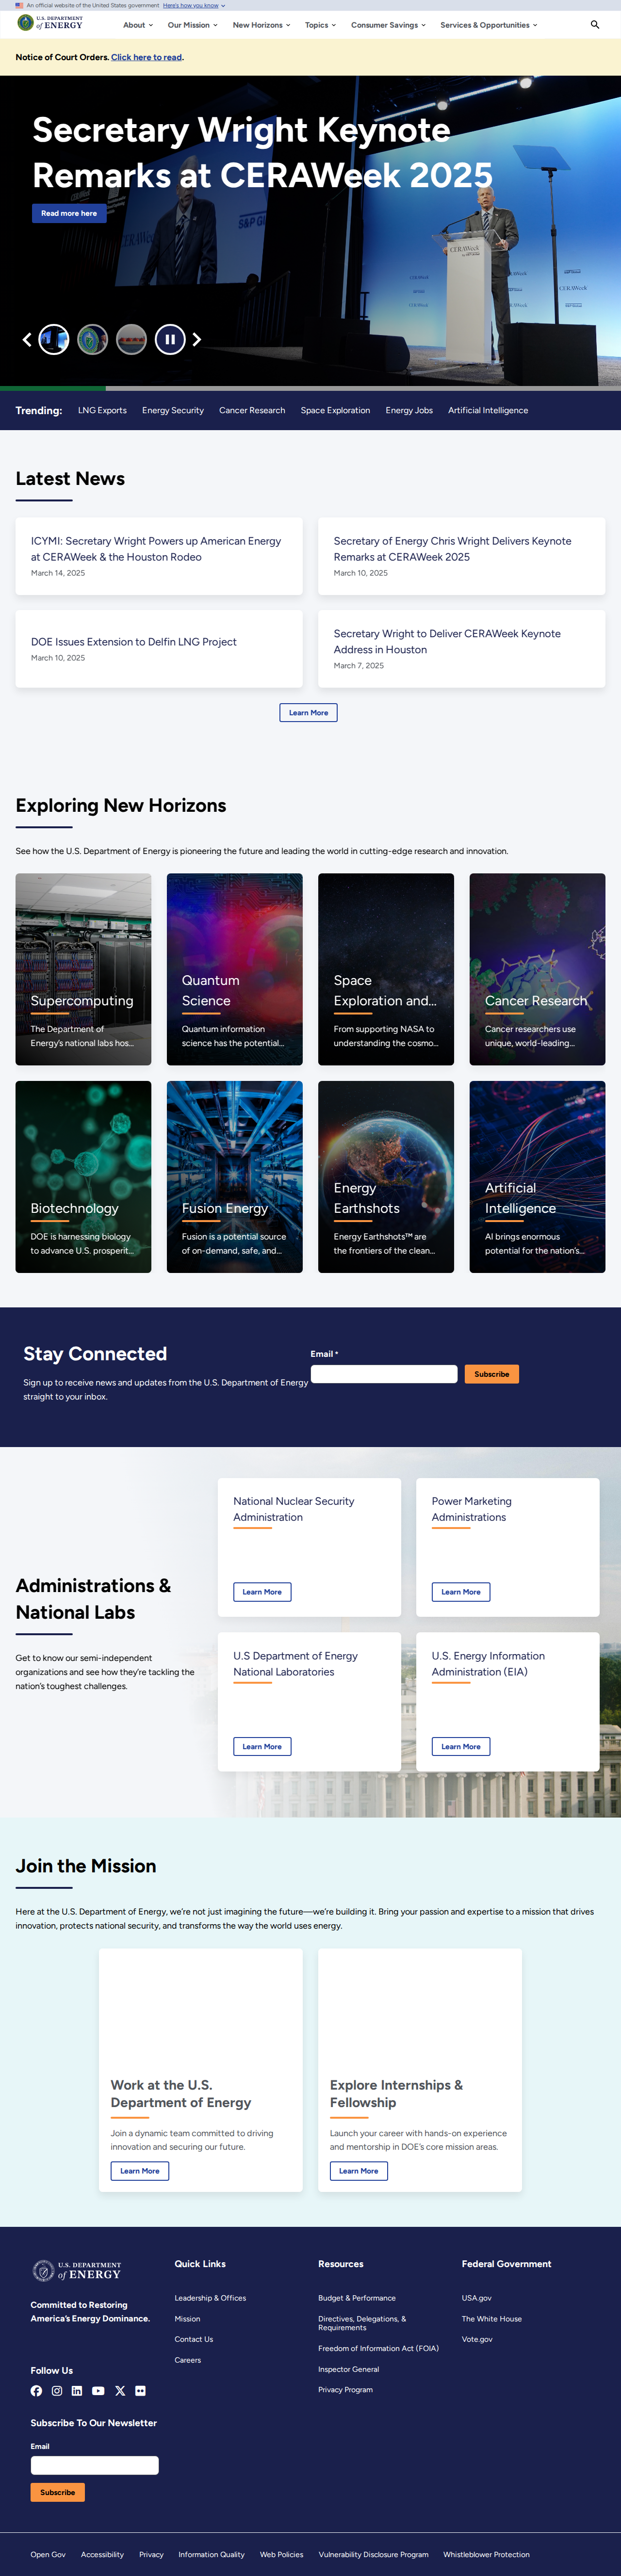 An official website of the United States government Here's how you know
U.S. DEPARTMENT
of ENERGY
About Our Mission New Horizons Topics Consumer Savings Services & Opportunities
Notice of Court Orders. Click here to read.
Secretary Wright Keynote
Remarks at CERAWeek 2025
Read more here
Trending: LNG Exports Energy Security Cancer Research Space Exploration Energy Jobs Artificial Intelligence
Latest News
ICYMI: Secretary Wright Powers up American Energy
at CERAWeek & the Houston Rodeo
March 14, 2025
Secretary of Energy Chris Wright Delivers Keynote
Remarks at CERAWeek 2025
March 10, 2025
DOE Issues Extension to Delfin LNG Project
March 10, 2025
Secretary Wright to Deliver CERAWeek Keynote
Address in Houston
March 7, 2025
Learn More
Exploring New Horizons
See how the U.S. Department of Energy is pioneering the future and leading the world in cutting-edge research and innovation.
Supercomputing
The Department of
Energy's national labs hos...
Quantum
Science
Quantum information
science has the potential...
Space
Exploration and...
From supporting NASA to
understanding the cosmo...
Cancer Research
Cancer researchers use
unique, world-leading...
Biotechnology
DOE is harnessing biology
to advance U.S. prosperit...
Fusion Energy
Fusion is a potential source
of on-demand, safe, and...
Energy
Earthshots
Energy Earthshots™ are
the frontiers of the clean...
Artificial
Intelligence
AI brings enormous
potential for the nation's...
Stay Connected
Sign up to receive news and updates from the U.S. Department of Energy
straight to your inbox.
Email *
Subscribe
Administrations &
National Labs
Get to know our semi-independent
organizations and see how they're tackling the
nation's toughest challenges.
National Nuclear Security
Administration
Learn More
Power Marketing
Administrations
Learn More
U.S Department of Energy
National Laboratories
Learn More
U.S. Energy Information
Administration (EIA)
Learn More
Join the Mission
Here at the U.S. Department of Energy, we're not just imagining the future—we're building it. Bring your passion and expertise to a mission that drives
innovation, protects national security, and transforms the way the world uses energy.
Work at the U.S.
Department of Energy
Join a dynamic team committed to driving
innovation and securing our future.
Learn More
Explore Internships &
Fellowship
Launch your career with hands-on experience
and mentorship in DOE's core mission areas.
Learn More
U.S. DEPARTMENT
of ENERGY
Committed to Restoring
America's Energy Dominance.
Follow Us
Subscribe To Our Newsletter
Email
Subscribe
Quick Links
Leadership & Offices
Mission
Contact Us
Careers
Resources
Budget & Performance
Directives, Delegations, &
Requirements
Freedom of Information Act (FOIA)
Inspector General
Privacy Program
Federal Government
USA.gov
The White House
Vote.gov
Open Gov Accessibility Privacy Information Quality Web Policies Vulnerability Disclosure Program Whistleblower Protection